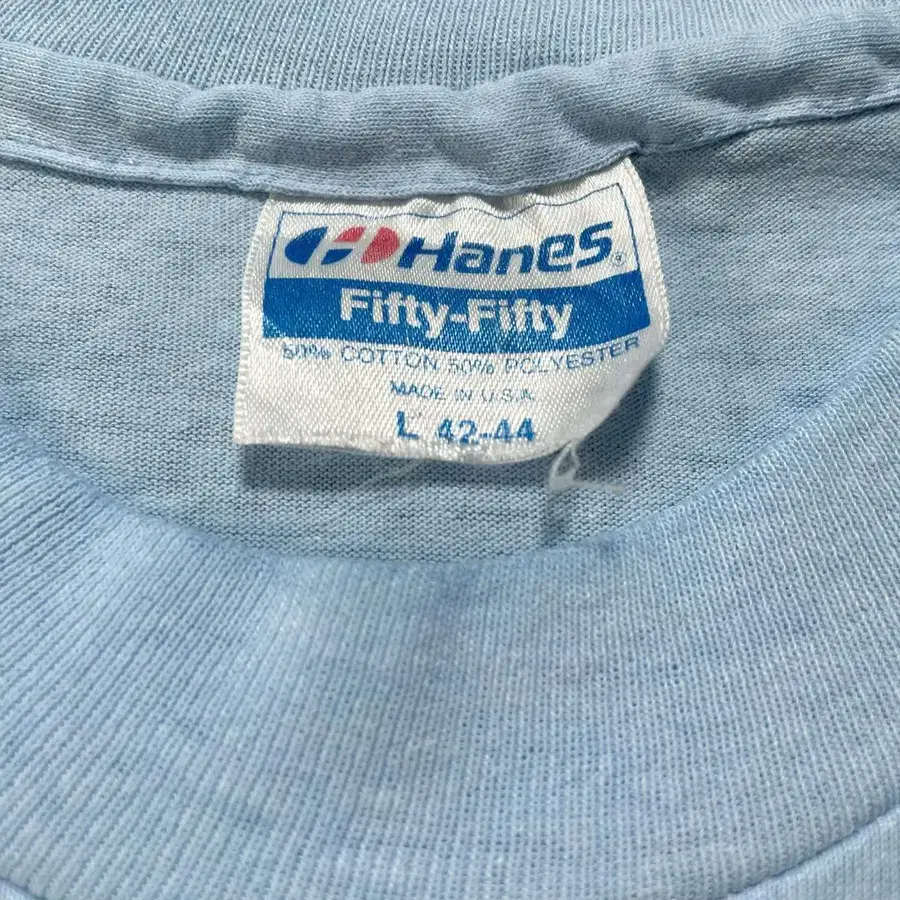 Hanes®
Fifty-Fifty
50% COTTON 50% POLYESTER
MADE IN U.S.A.
L 42-44